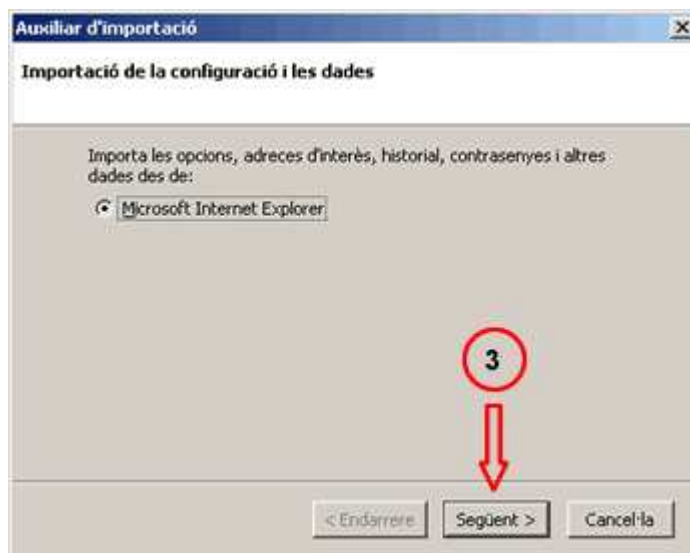 Auxiliar d'importació
Importació de la configuració i les dades
Importa les opcions, adreces d'interès, historial, contrasenyes i altres
dades des de:
Microsoft Internet Explorer
3
< Endarrere
Següent >
Cancel·la